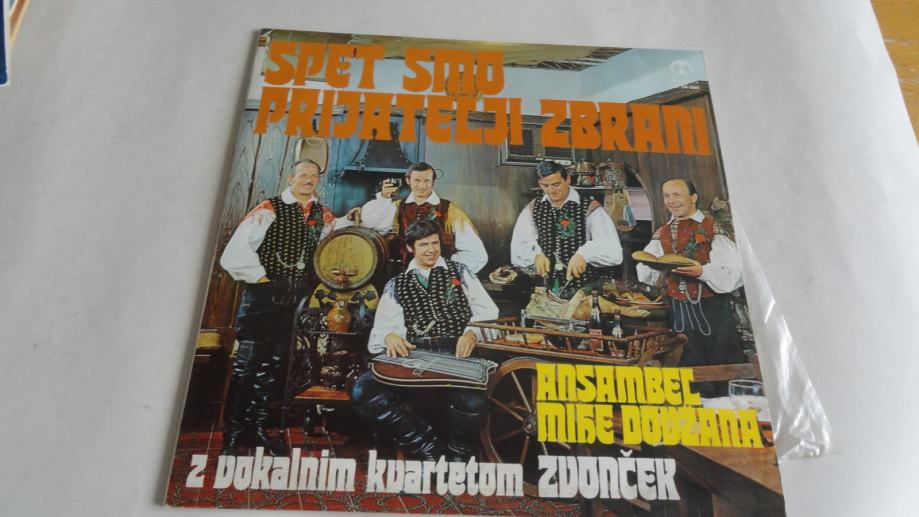 SPET SMO
PRIJATELJI ZBRANI
ANSAMBEL
MIHE DOVŽANA
z vokalnim kvartetom ZVONČEK